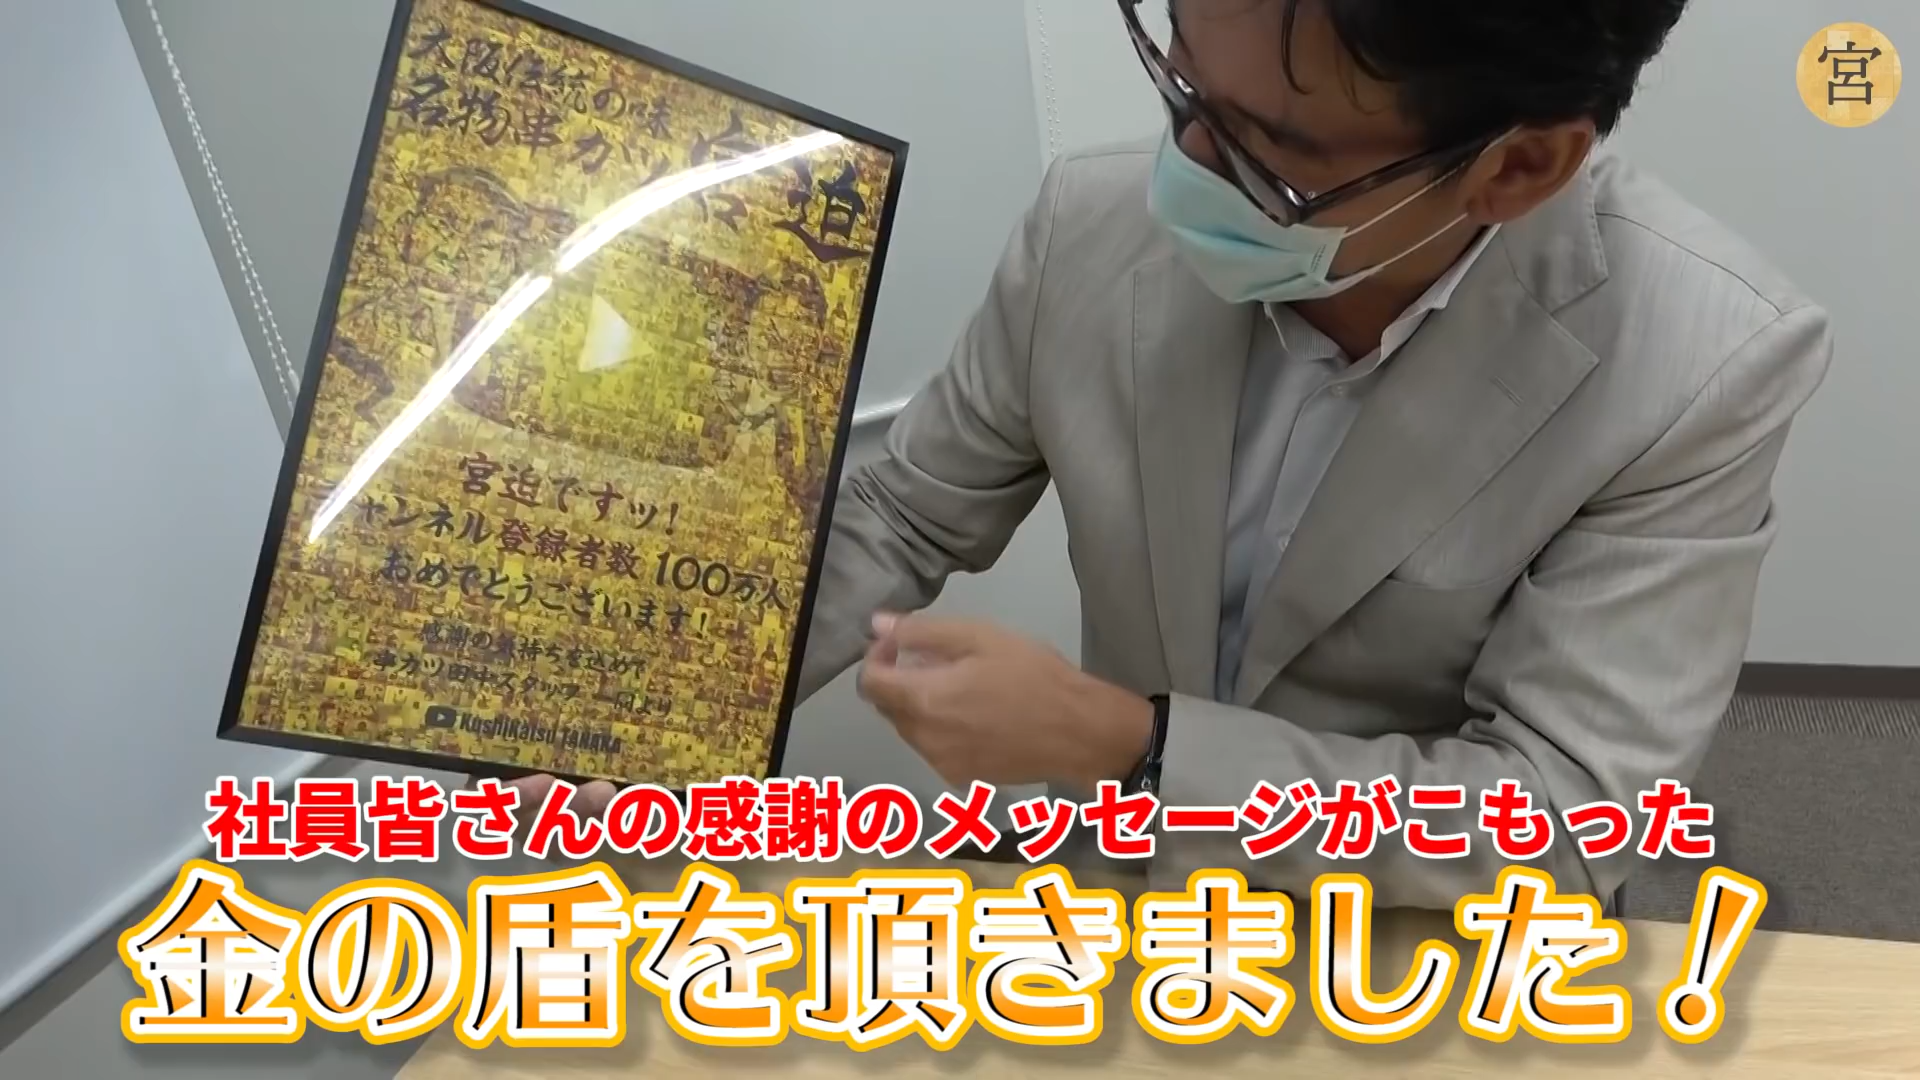 宮
大阪伝統の味
名物串カツ 宮迫
宮迫ですッ!
チャンネル登録者数 100万人
おめでとうございます!
感謝の気持ちを込めて
串カツ田中スタッフ一同より
KushiKatsu TANAKA
社員皆さんの感謝のメッセージがこもった
金の盾を頂きました！